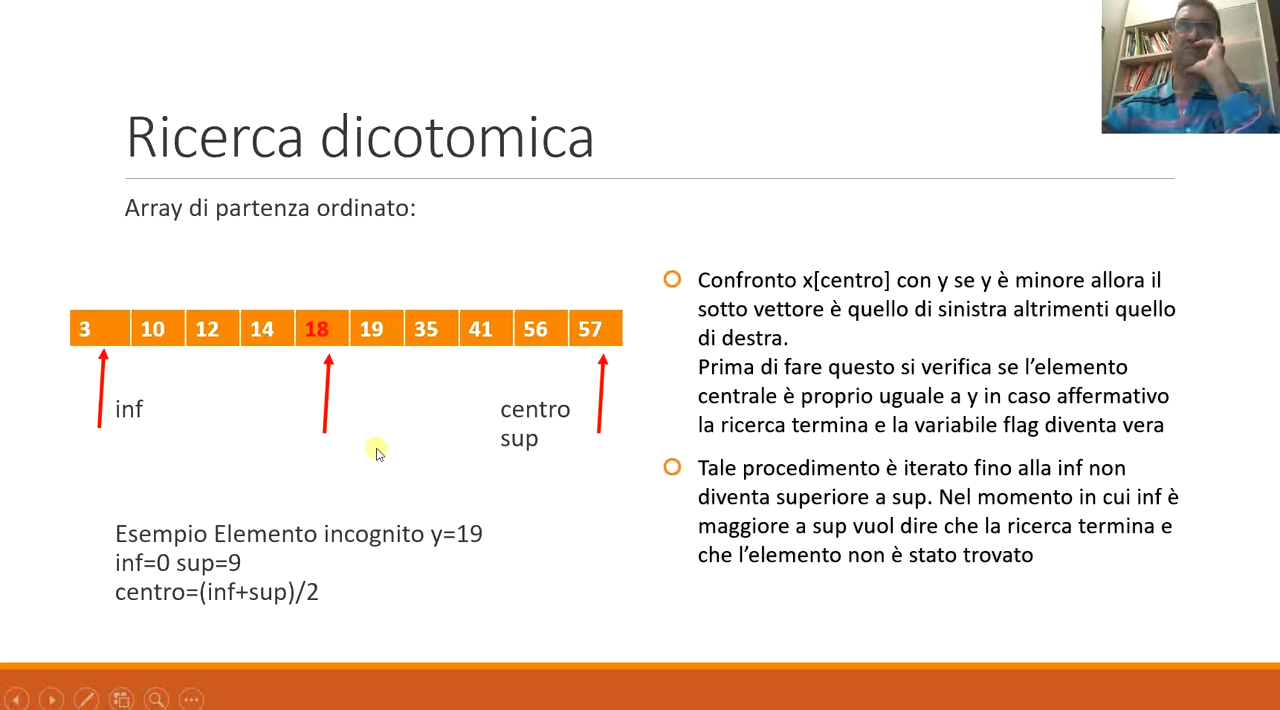 Ricerca dicotomica
Array di partenza ordinato:
3 10 12 14 18 19 35 41 56 57
inf
centro
sup
Esempio Elemento incognito y=19
inf=0 sup=9
centro=(inf+sup)/2
Confronto x[centro] con y se y è minore allora il
sotto vettore è quello di sinistra altrimenti quello
di destra.
Prima di fare questo si verifica se l’elemento
centrale è proprio uguale a y in caso affermativo
la ricerca termina e la variabile flag diventa vera
Tale procedimento è iterato fino alla inf non
diventa superiore a sup. Nel momento in cui inf è
maggiore a sup vuol dire che la ricerca termina e
che l’elemento non è stato trovato